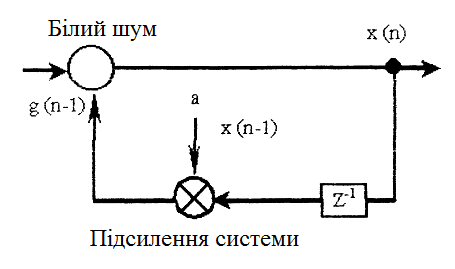 Білий шум
x (n)
g (n-1)
a
x (n-1)
Z-1
Підсилення системи